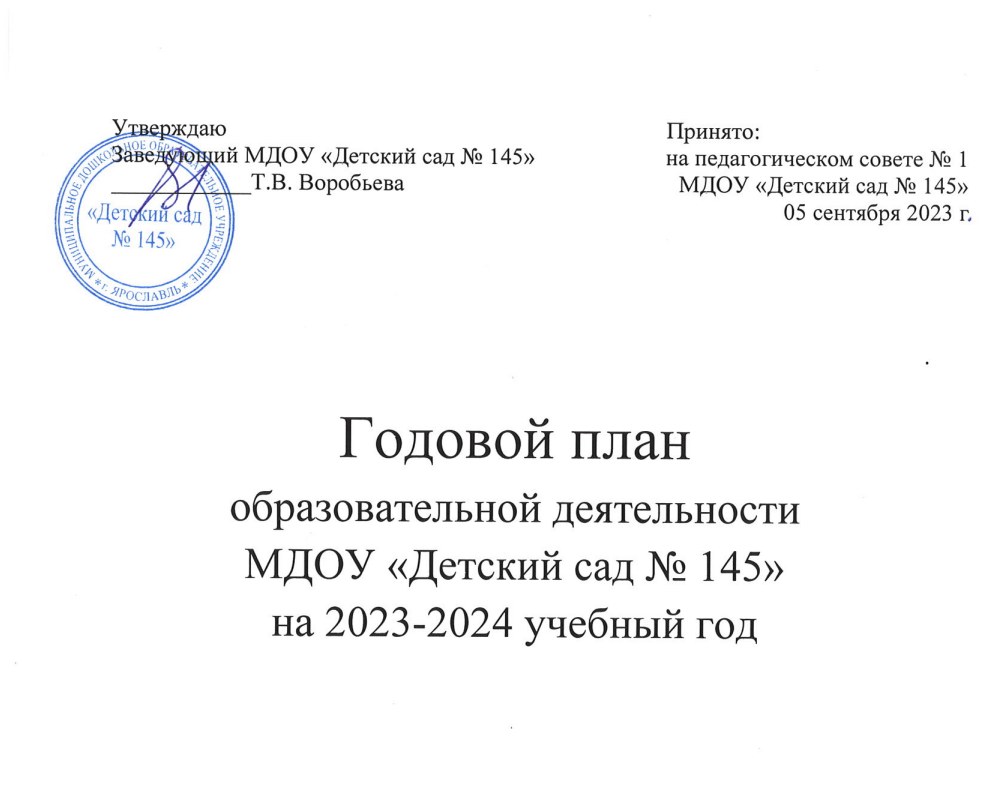 Утверждаю
Заведующий МДОУ «Детский сад № 145»
____________Т.В. Воробьева
Принято:
на педагогическом совете № 1
МДОУ «Детский сад № 145»
05 сентября 2023 г.
МУНИЦИПАЛЬНОЕ ДОШКОЛЬНОЕ ОБРАЗОВАТЕЛЬНОЕ УЧРЕЖДЕНИЕ
* г. ЯРОСЛАВЛЬ *
«Детский сад
№ 145»
Годовой план
образовательной деятельности
МДОУ «Детский сад № 145»
на 2023-2024 учебный год